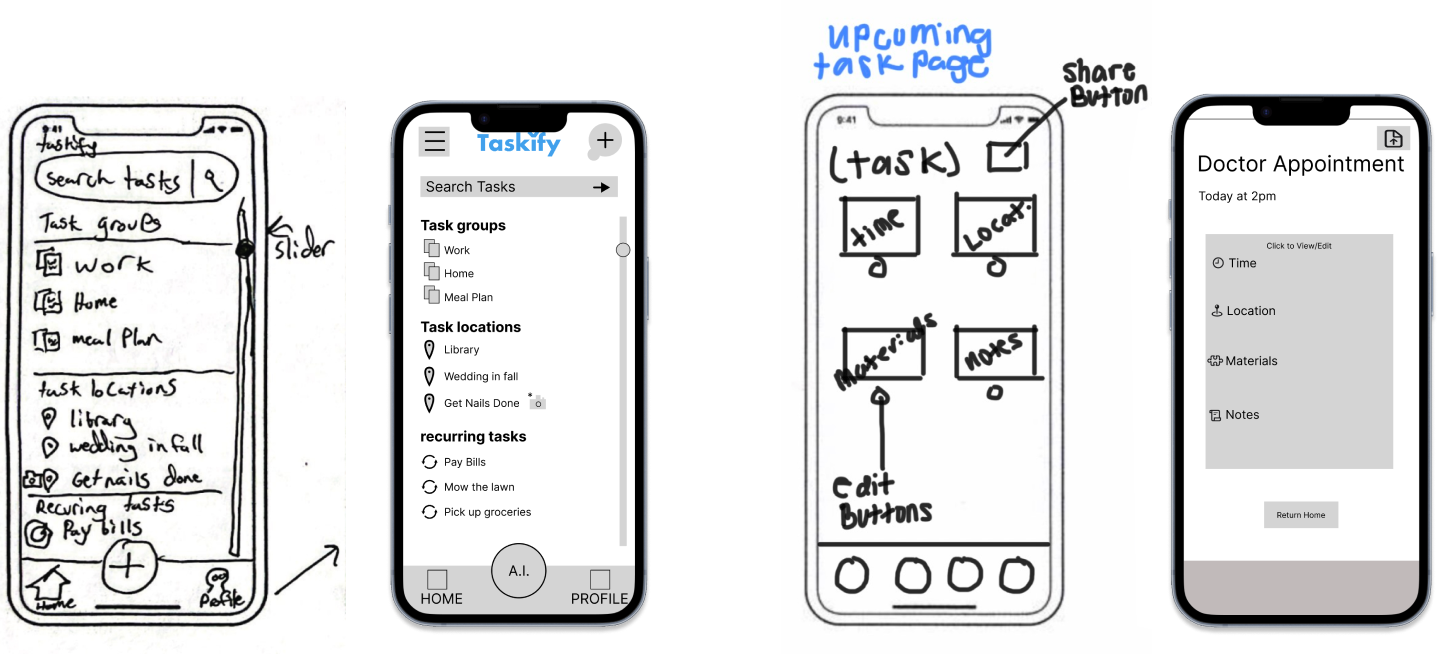 9:41
taskify
search tasks
Task groups
work
Home
meal Plan
task locations
library
wedding in fall
Get nails done
Recuring tasks
Pay bills
Home
Profile
slider
Taskify
Search Tasks
Task groups
Work
Home
Meal Plan
Task locations
Library
Wedding in fall
Get Nails Done
*
recurring tasks
Pay Bills
Mow the lawn
Pick up groceries
A.I.
HOME
PROFILE
upcuming
task page
share
Button
9:41
(task)
time
Locat.
materials
notes
edit
Buttons
Doctor Appointment
Today at 2pm
Click to View/Edit
Time
Location
Materials
Notes
Return Home